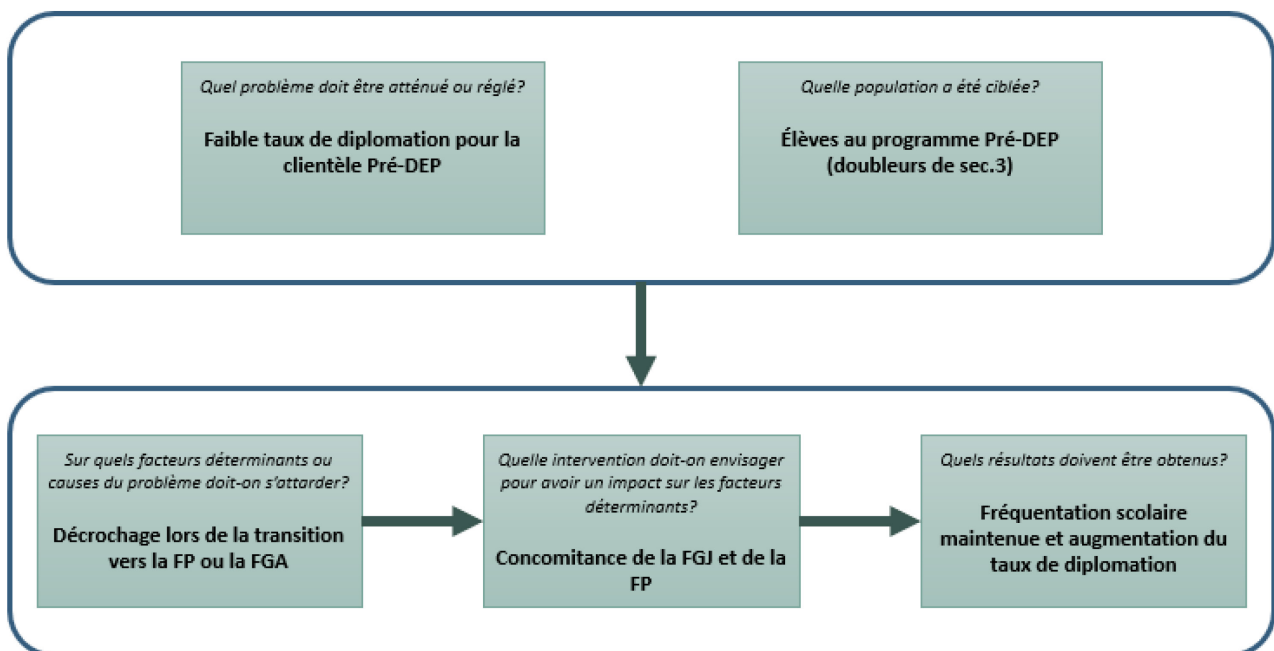 Quel problème doit être atténué ou réglé?
Faible taux de diplomation pour la
clientèle Pré-DEP
Quelle population a été ciblée?
Élèves au programme Pré-DEP
(doubleurs de sec.3)
Sur quels facteurs déterminants ou
causes du problème doit-on s'attarder?
Décrochage lors de la transition
vers la FP ou la FGA
Quelle intervention doit-on envisager
pour avoir un impact sur les facteurs
déterminants?
Concomitance de la FGJ et de la
FP
Quels résultats doivent être obtenus?
Fréquentation scolaire
maintenue et augmentation du
taux de diplomation